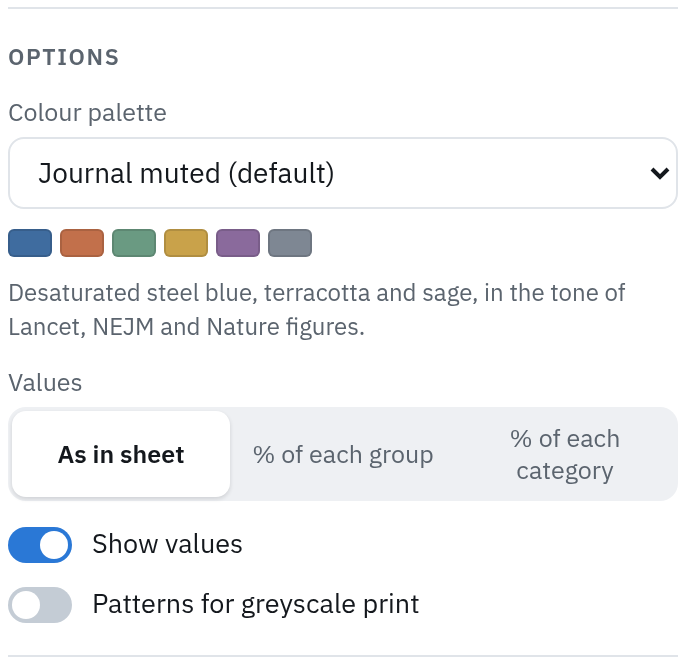 OPTIONS
Colour palette
Journal muted (default)
Desaturated steel blue, terracotta and sage, in the tone of
Lancet, NEJM and Nature figures.
Values
As in sheet
% of each group
% of each
category
Show values
Patterns for greyscale print